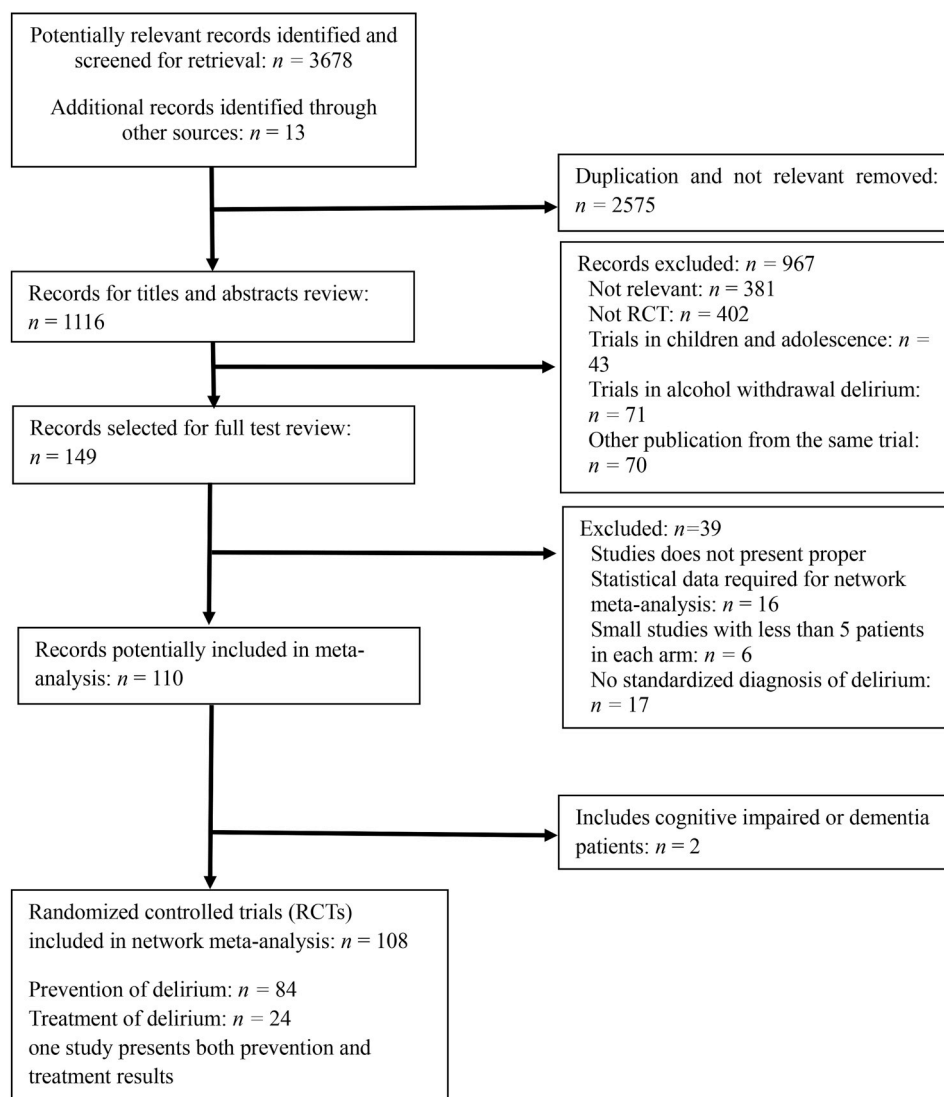 Potentially relevant records identified and
screened for retrieval: n = 3678
Additional records identified through
other sources: n = 13
Duplication and not relevant removed:
n = 2575
Records for titles and abstracts review:
n = 1116
Records excluded: n = 967
Not relevant: n = 381
Not RCT: n = 402
Trials in children and adolescence: n =
43
Trials in alcohol withdrawal delirium:
n = 71
Other publication from the same trial:
n = 70
Records selected for full test review:
n = 149
Excluded: n=39
Studies does not present proper
Statistical data required for network
meta-analysis: n = 16
Small studies with less than 5 patients
in each arm: n = 6
No standardized diagnosis of delirium:
n = 17
Records potentially included in meta-
analysis: n = 110
Includes cognitive impaired or dementia
patients: n = 2
Randomized controlled trials (RCTs)
included in network meta-analysis: n = 108
Prevention of delirium: n = 84
Treatment of delirium: n = 24
one study presents both prevention and
treatment results